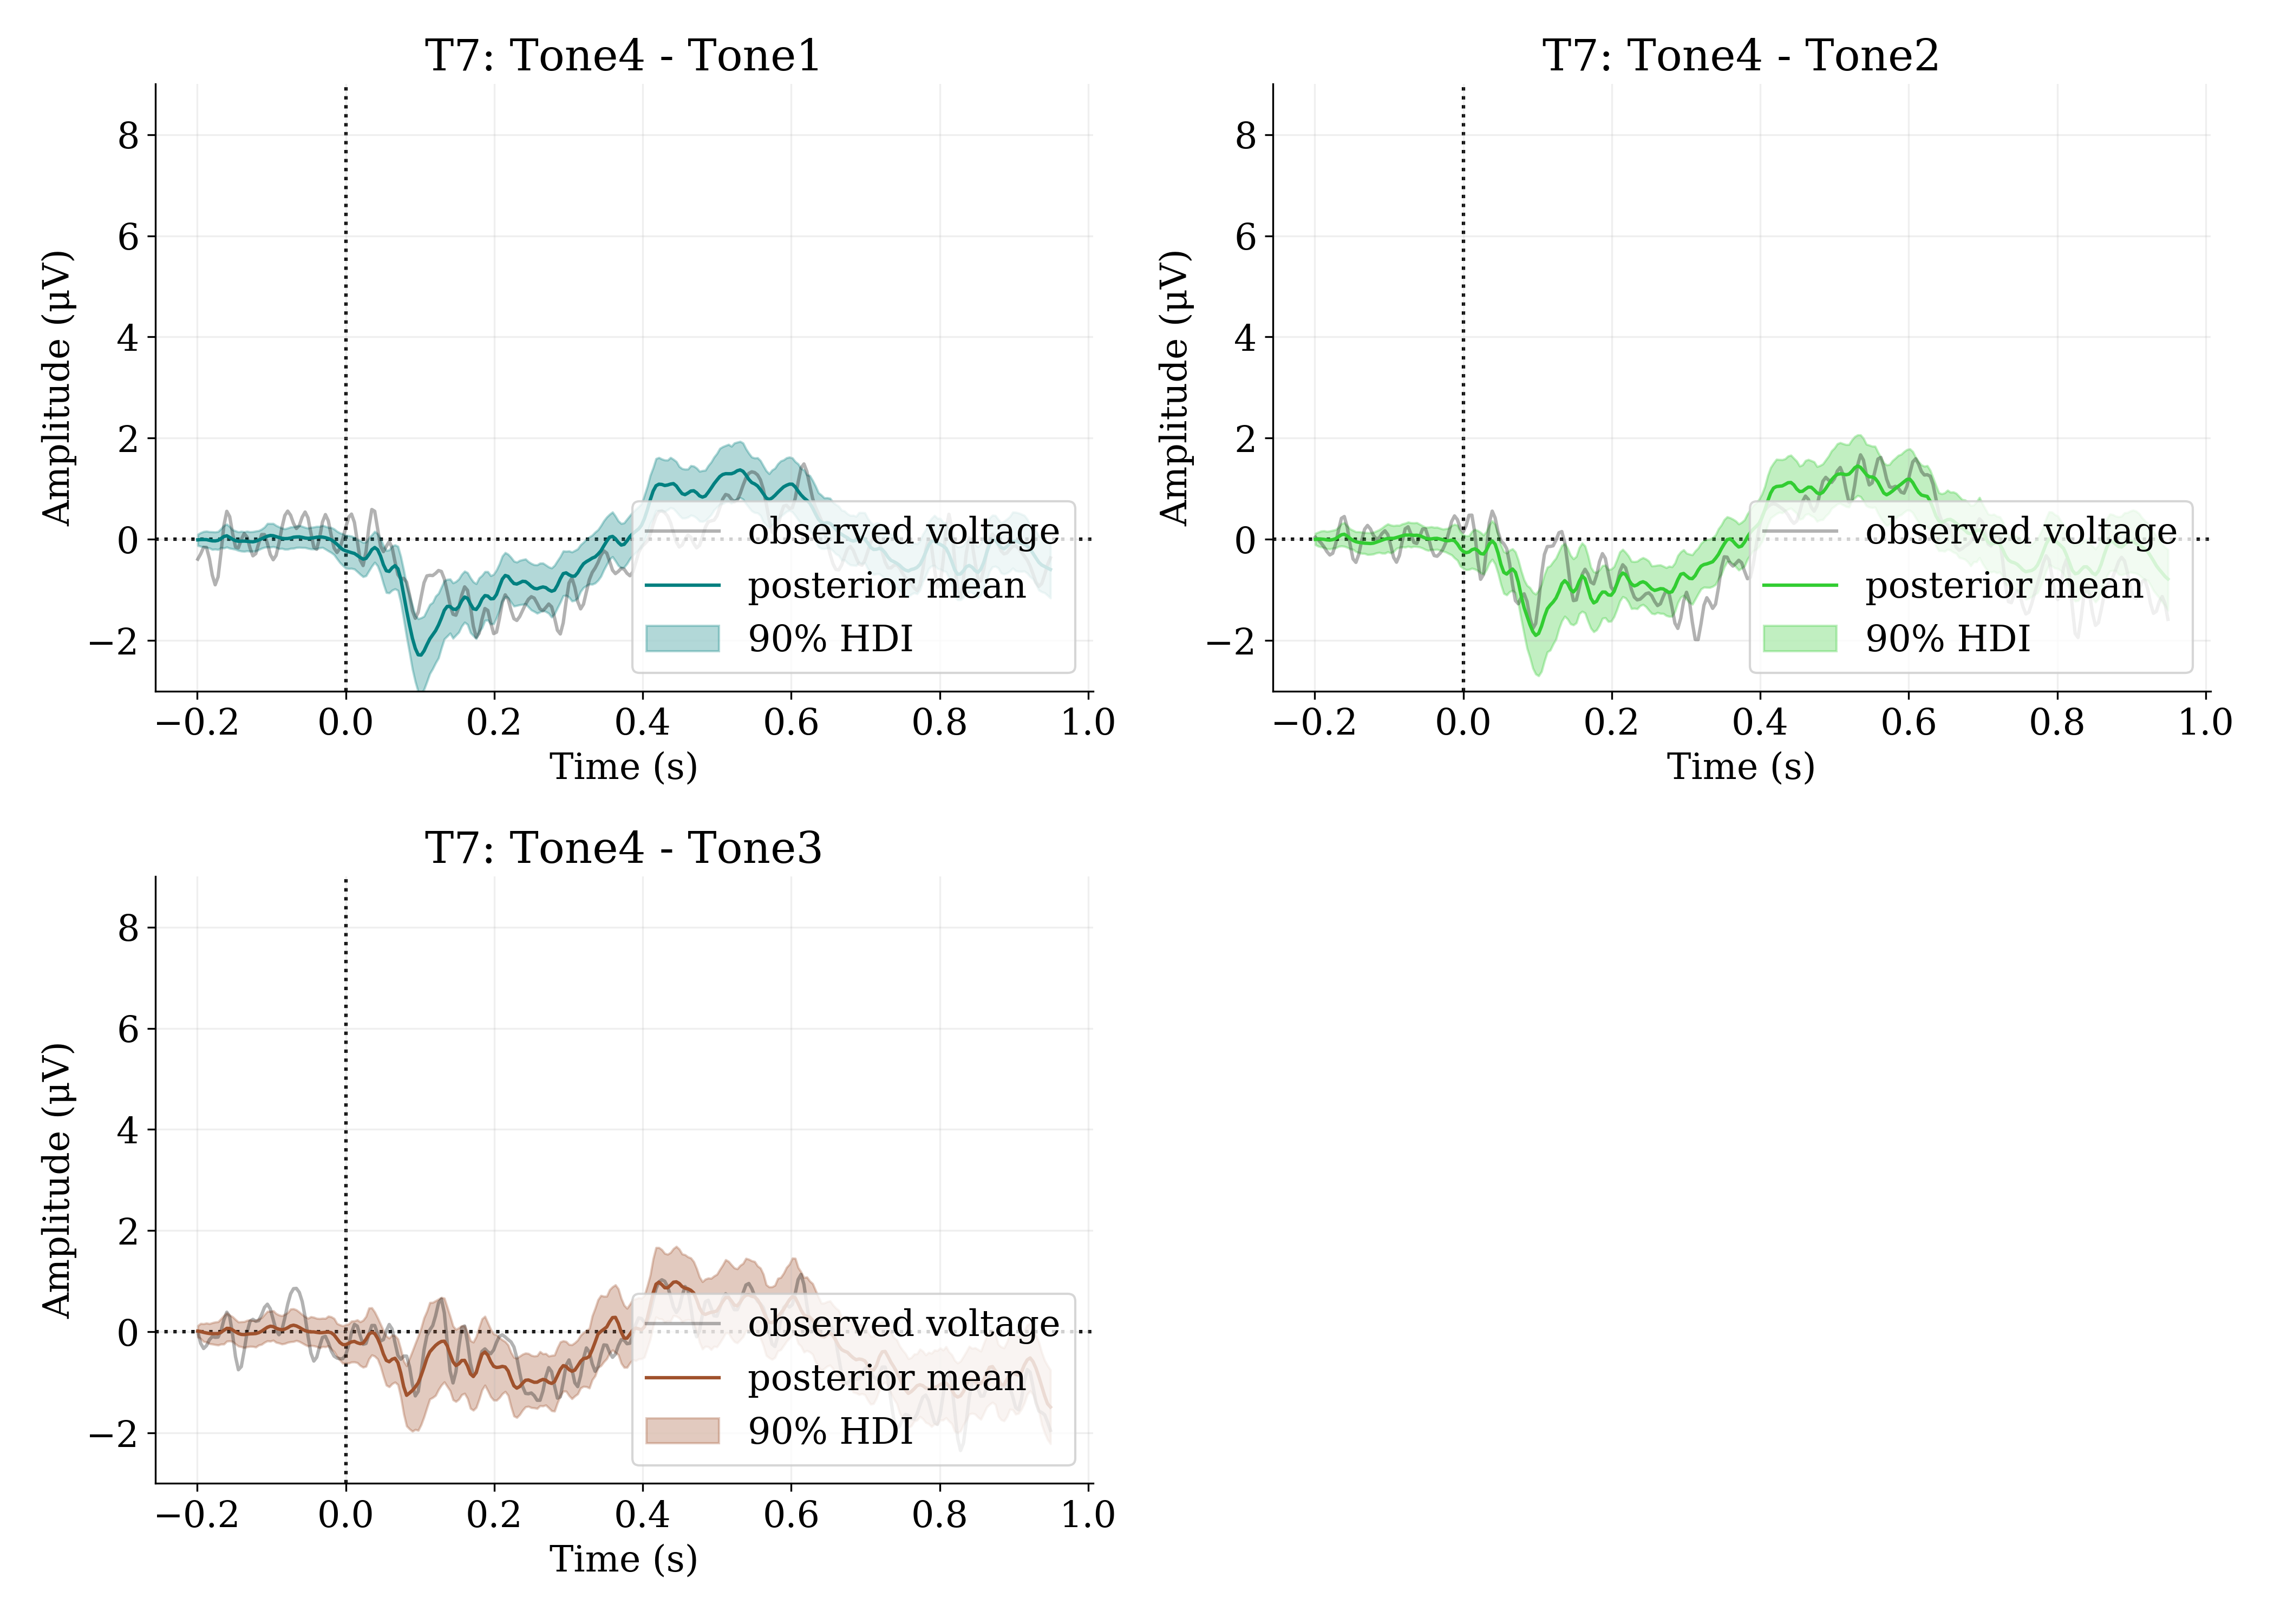 T7: Tone4 - Tone1
Amplitude (μV)
8
6
4
2
0
−2
observed voltage
posterior mean
90% HDI
−0.2 0.0 0.2 0.4 0.6 0.8 1.0
Time (s)
T7: Tone4 - Tone2
Amplitude (μV)
8
6
4
2
0
−2
observed voltage
posterior mean
90% HDI
−0.2 0.0 0.2 0.4 0.6 0.8 1.0
Time (s)
T7: Tone4 - Tone3
Amplitude (μV)
8
6
4
2
0
−2
observed voltage
posterior mean
90% HDI
−0.2 0.0 0.2 0.4 0.6 0.8 1.0
Time (s)